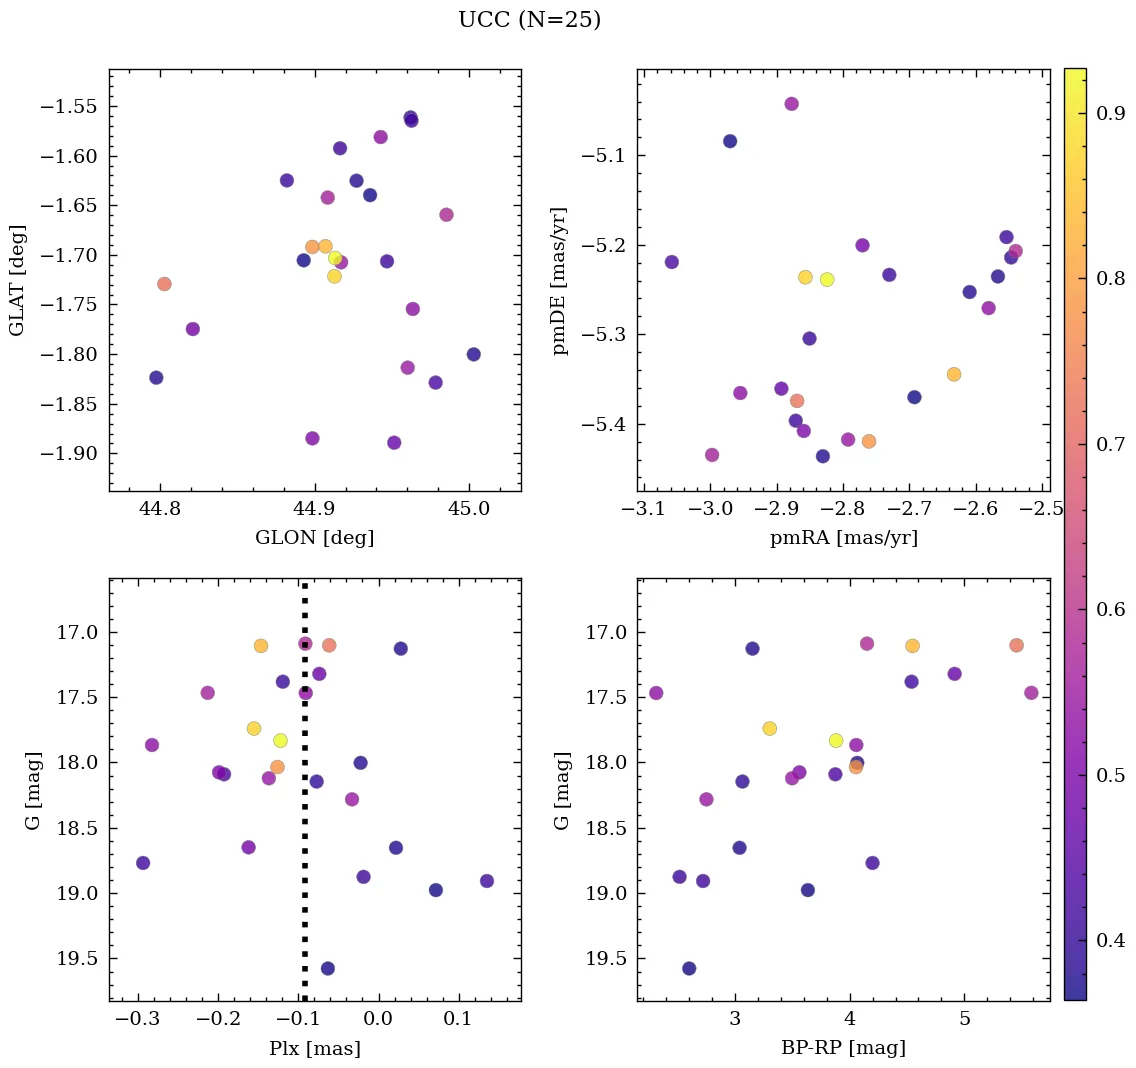 UCC (N=25)
−1.55
−1.60
−1.65
−1.70
−1.75
−1.80
−1.85
−1.90
GLAT [deg]
44.8 44.9 45.0
GLON [deg]
−5.1
−5.2
−5.3
−5.4
pmDE [mas/yr]
−3.1 −3.0 −2.9 −2.8 −2.7 −2.6 −2.5
pmRA [mas/yr]
17.0
17.5
18.0
18.5
19.0
19.5
G [mag]
−0.3 −0.2 −0.1 0.0 0.1
Plx [mas]
17.0
17.5
18.0
18.5
19.0
19.5
G [mag]
3 4 5
BP-RP [mag]
0.9
0.8
0.7
0.6
0.5
0.4